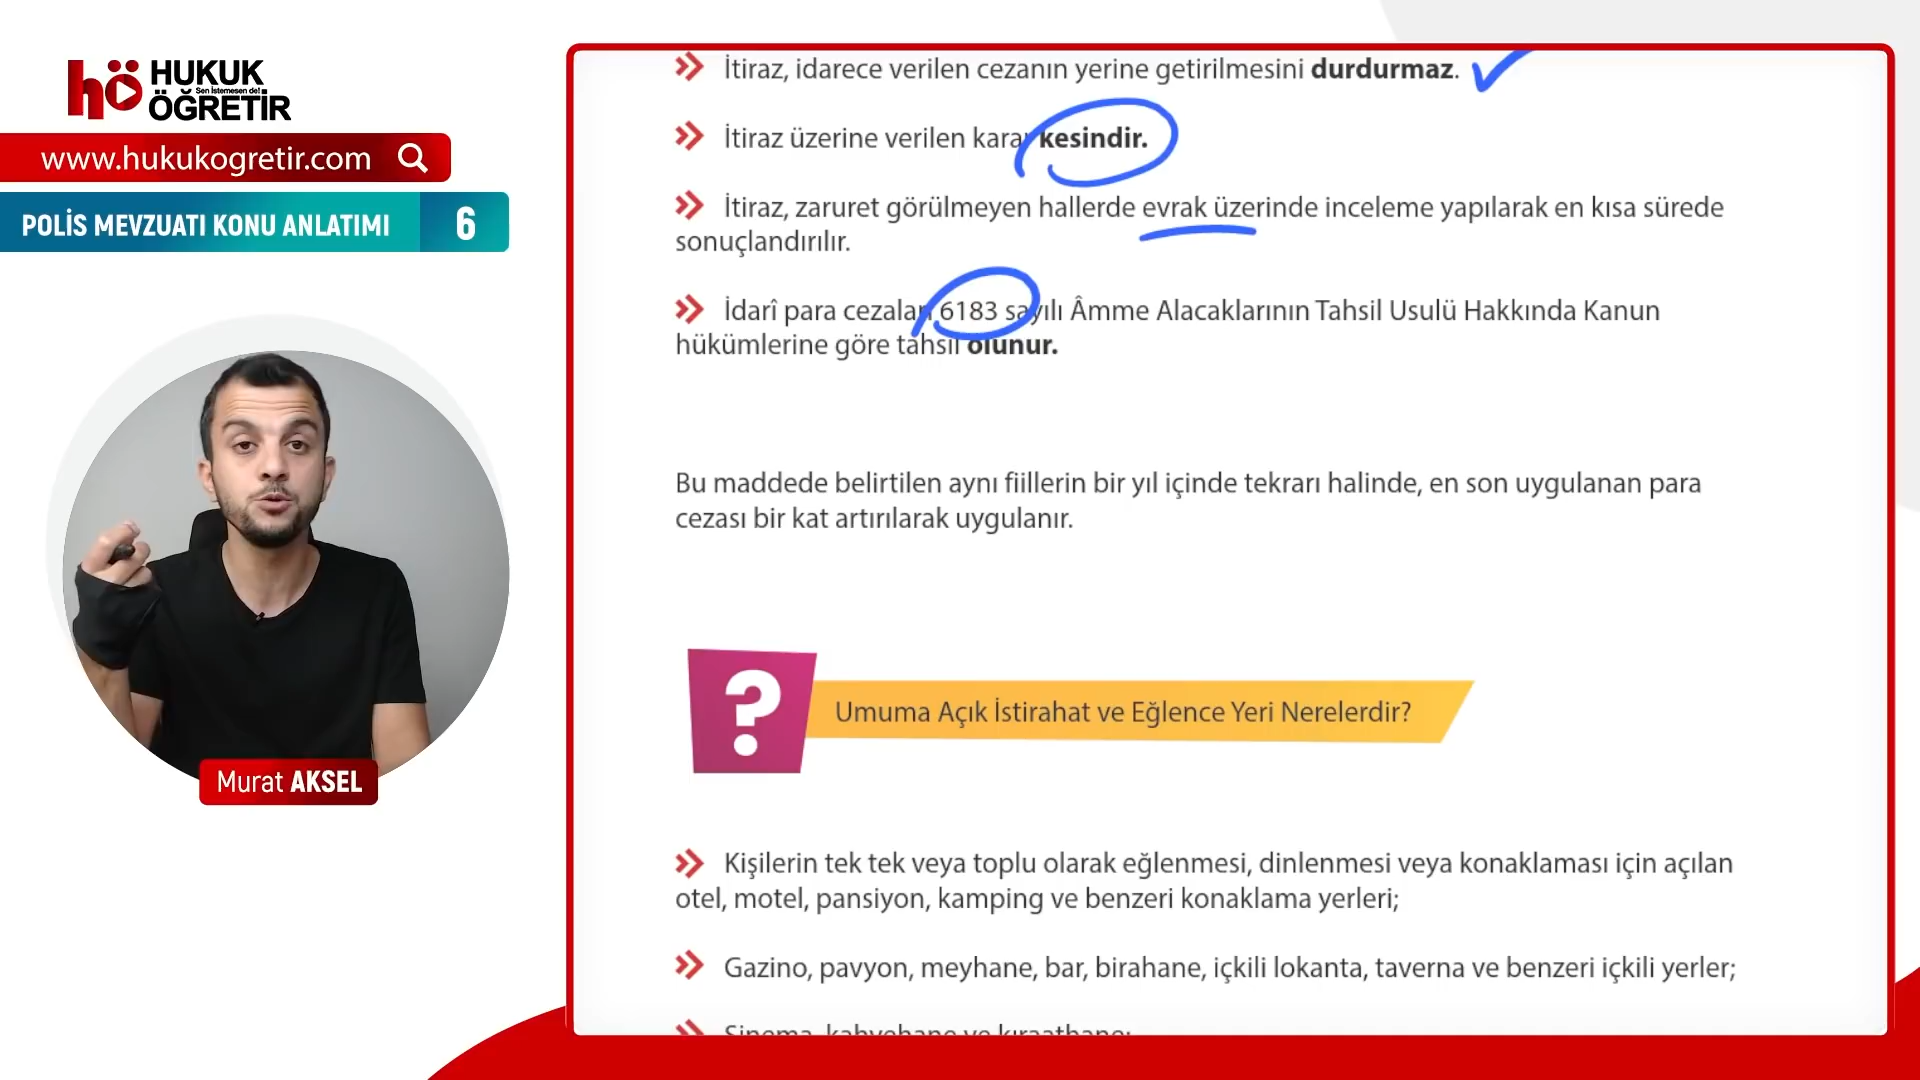 hö HUKUK
Sen İstemesen de!
ÖĞRETİR
www.hukukogretir.com
POLİS MEVZUATI KONU ANLATIMI 6
Murat AKSEL
İtiraz, idarece verilen cezanın yerine getirilmesini durdurmaz.
İtiraz üzerine verilen karar kesindir.
İtiraz, zaruret görülmeyen hallerde evrak üzerinde inceleme yapılarak en kısa sürede
sonuçlandırılır.
İdarî para cezaları 6183 sayılı Âmme Alacaklarının Tahsil Usulü Hakkında Kanun
hükümlerine göre tahsil olunur.
Bu maddede belirtilen aynı fiillerin bir yıl içinde tekrarı halinde, en son uygulanan para
cezası bir kat artırılarak uygulanır.
? Umuma Açık İstirahat ve Eğlence Yeri Nerelerdir?
Kişilerin tek tek veya toplu olarak eğlenmesi, dinlenmesi veya konaklaması için açılan
otel, motel, pansiyon, kamping ve benzeri konaklama yerleri;
Gazino, pavyon, meyhane, bar, birahane, içkili lokanta, taverna ve benzeri içkili yerler;
Sinema, kahvehane ve kıraathane;